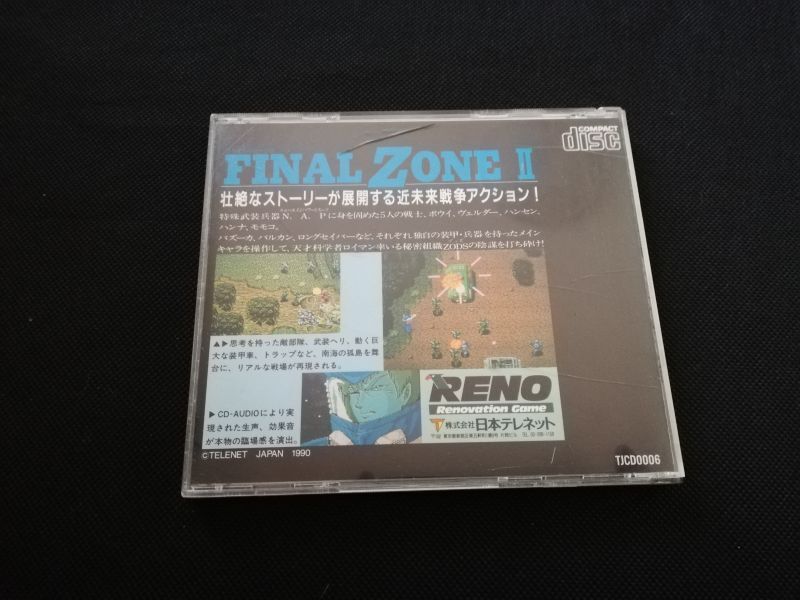 COMPACT
disc
FINAL ZONE II
壮絶なストーリーが展開する近未来戦争アクション!
特殊武装兵器N．A．Pに身を固めた5人の戦士、ボウイ、ヴェルダー、ハンセン、
ハンナ、モモコ。
バズーカ、バルカン、ロングセイバーなど、それぞれ独自の装甲・兵器を持ったメイン
キャラを操作して、天才科学者ロイマン率いる秘密組織ZODSの陰謀を打ち砕け!
▲▶思考を持った敵部隊、武装ヘリ、動く巨
大な装甲車、トラップなど、南海の孤島を舞
台に、リアルな戦場が再現される。
▶CD-AUDIOにより実
現された生声、効果音
が本物の臨場感を演出。
RENO
Renovation Game
株式会社日本テレネット
©TELENET JAPAN 1990
TJCD0006